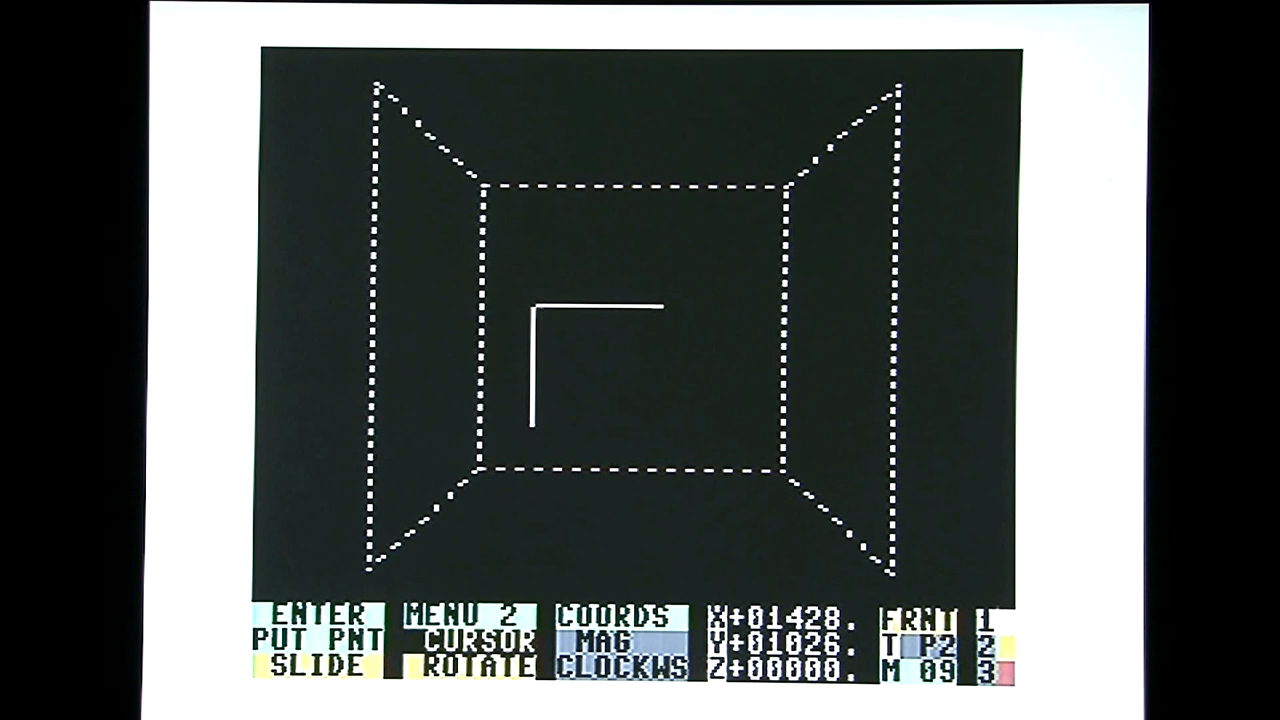 ENTER MENU 2 COORDS X+01428. FRNT 1
PUT PNT CURSOR MAG Y+01026. T P2 2
SLIDE ROTATE CLOCKWS Z+00000. M 09 3